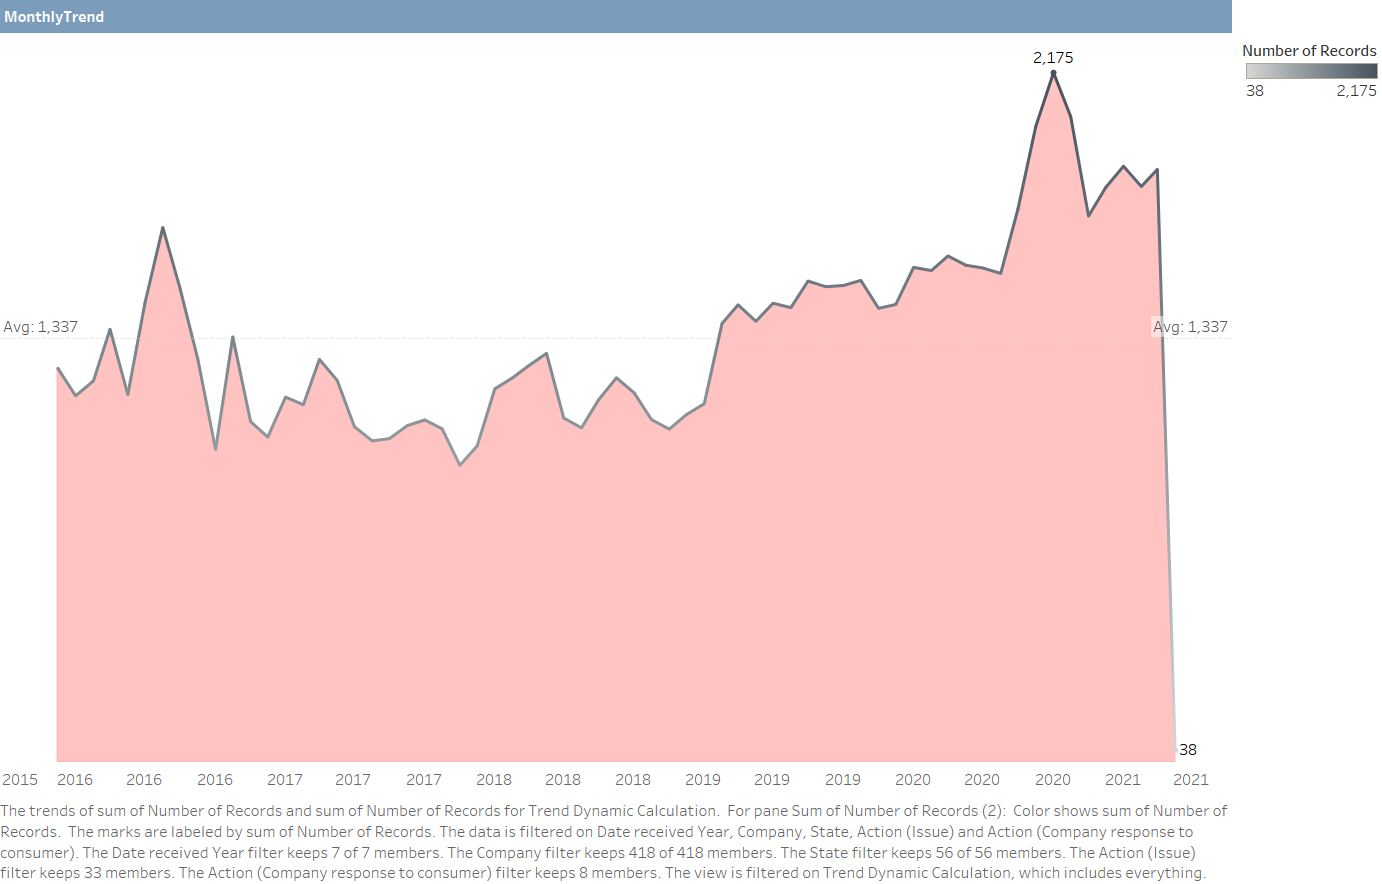 MonthlyTrend
Number of Records
38 2,175
2,175
Avg: 1,337
Avg: 1,337
38
2015 2016 2016 2016 2017 2017 2017 2018 2018 2018 2019 2019 2019 2020 2020 2020 2021 2021
The trends of sum of Number of Records and sum of Number of Records for Trend Dynamic Calculation.  For pane Sum of Number of Records (2):  Color shows sum of Number of
Records.  The marks are labeled by sum of Number of Records. The data is filtered on Date received Year, Company, State, Action (Issue) and Action (Company response to
consumer). The Date received Year filter keeps 7 of 7 members. The Company filter keeps 418 of 418 members. The State filter keeps 56 of 56 members. The Action (Issue)
filter keeps 33 members. The Action (Company response to consumer) filter keeps 8 members. The view is filtered on Trend Dynamic Calculation, which includes everything.